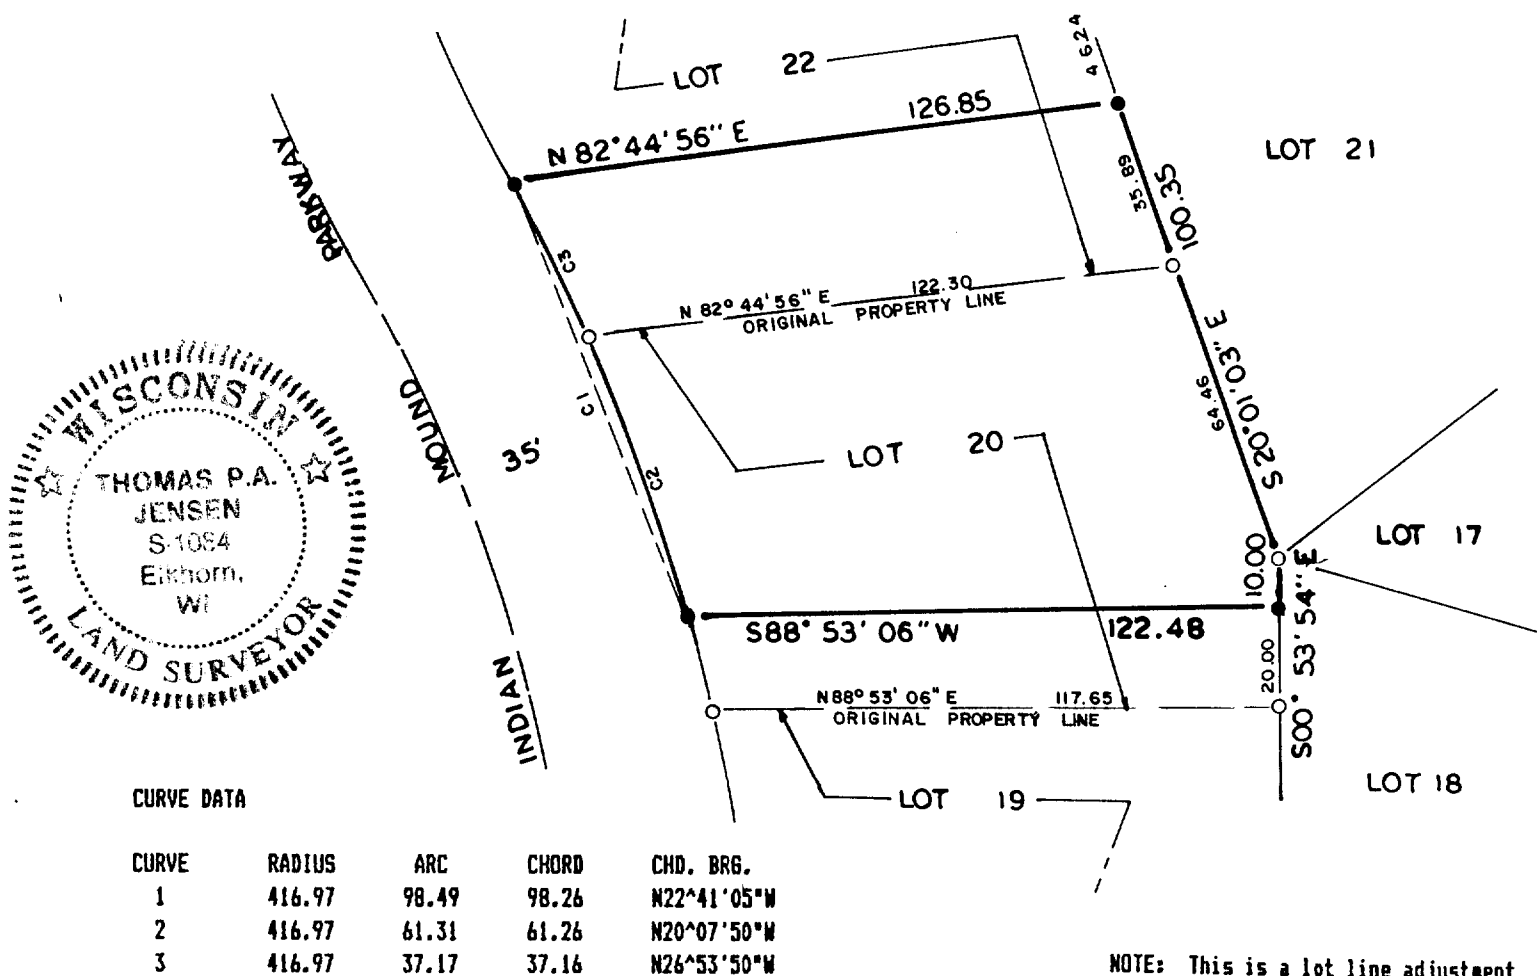 4624
LOT 22
126.85
N 82°44'56" E
LOT 21
PARKWAY
35.89
100.35
C3
N 82° 44' 56" E 122.30
ORIGINAL PROPERTY LINE
S 20°01'03" E
64.46
C1
MOUND
35'
LOT 20
C2
WISCONSIN
THOMAS P.A.
JENSEN
S-1084
Elkhorn,
WI
LAND SURVEYOR
LOT 17
10.00
S88° 53' 06" W 122.48
S00° 53' 54" E
20.00
INDIAN
N88° 53' 06" E 117.65
ORIGINAL PROPERTY LINE
LOT 18
LOT 19
CURVE DATA
CURVE RADIUS ARC CHORD CHD. BRG.
1 416.97 98.49 98.26 N22^41'05"W
2 416.97 61.31 61.26 N20^07'50"W
3 416.97 37.17 37.16 N26^53'50"W
NOTE: This is a lot line adjustment